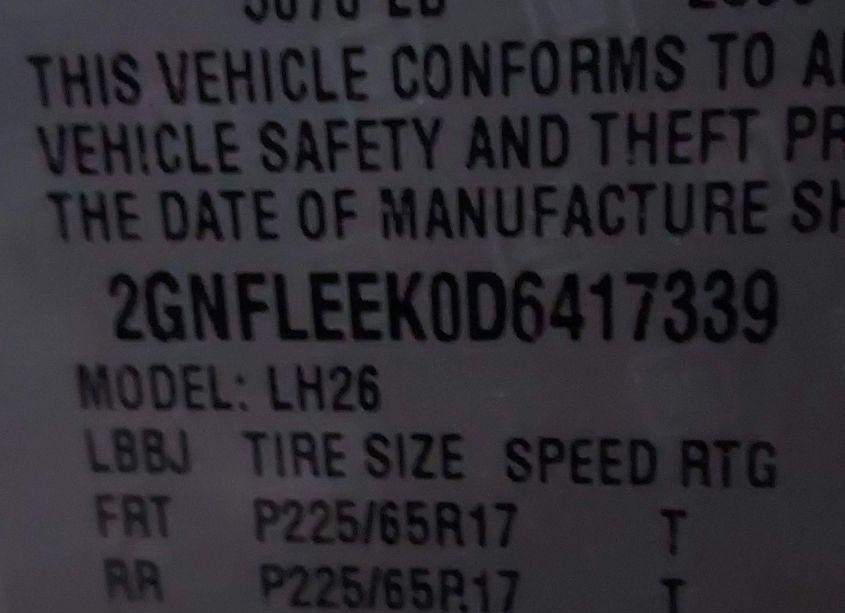 THIS VEHICLE CONFORMS TO
VEHICLE SAFETY AND THEFT
THE DATE OF MANUFACTURE
2GNFLEEK0D6417339
MODEL: LH26
LBBJ TIRE SIZE SPEED RTG
FRT P225/65R17 T
RR P225/65R17 T